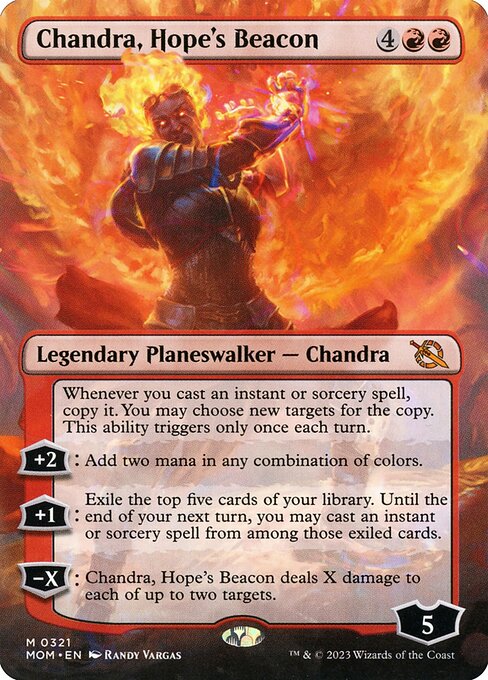 Chandra, Hope's Beacon 4
Legendary Planeswalker — Chandra
Whenever you cast an instant or sorcery spell,
copy it. You may choose new targets for the copy.
This ability triggers only once each turn.
+2 : Add two mana in any combination of colors.
Exile the top five cards of your library. Until the
+1 : end of your next turn, you may cast an instant
or sorcery spell from among those exiled cards.
−X : Chandra, Hope's Beacon deals X damage to
each of up to two targets.
5
M 0321
MOM • EN Randy Vargas ™ & © 2023 Wizards of the Coast